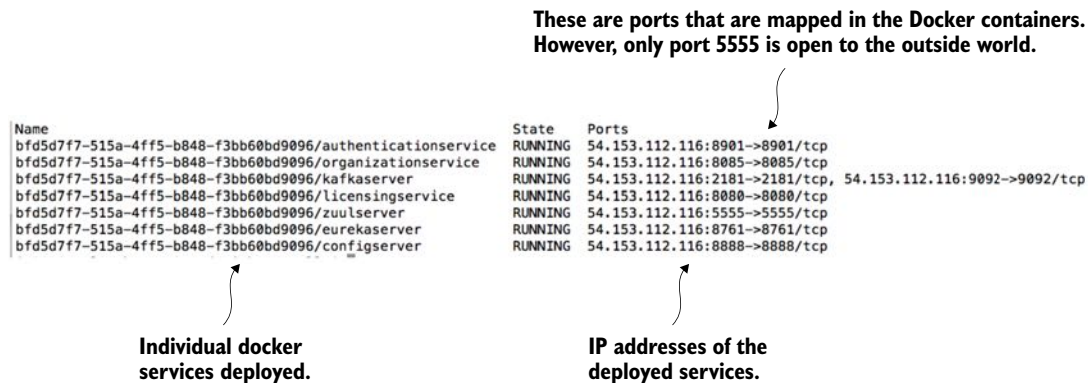 These are ports that are mapped in the Docker containers.
However, only port 5555 is open to the outside world.
Name State Ports
bfd5d7f7-515a-4ff5-b848-f3bb60bd9096/authenticationservice RUNNING 54.153.112.116:8901->8901/tcp
bfd5d7f7-515a-4ff5-b848-f3bb60bd9096/organizationservice RUNNING 54.153.112.116:8085->8085/tcp
bfd5d7f7-515a-4ff5-b848-f3bb60bd9096/kafkaserver RUNNING 54.153.112.116:2181->2181/tcp, 54.153.112.116:9092->9092/tcp
bfd5d7f7-515a-4ff5-b848-f3bb60bd9096/licensingservice RUNNING 54.153.112.116:8080->8080/tcp
bfd5d7f7-515a-4ff5-b848-f3bb60bd9096/zuulserver RUNNING 54.153.112.116:5555->5555/tcp
bfd5d7f7-515a-4ff5-b848-f3bb60bd9096/eurekaserver RUNNING 54.153.112.116:8761->8761/tcp
bfd5d7f7-515a-4ff5-b848-f3bb60bd9096/configserver RUNNING 54.153.112.116:8888->8888/tcp
Individual docker
services deployed.
IP addresses of the
deployed services.